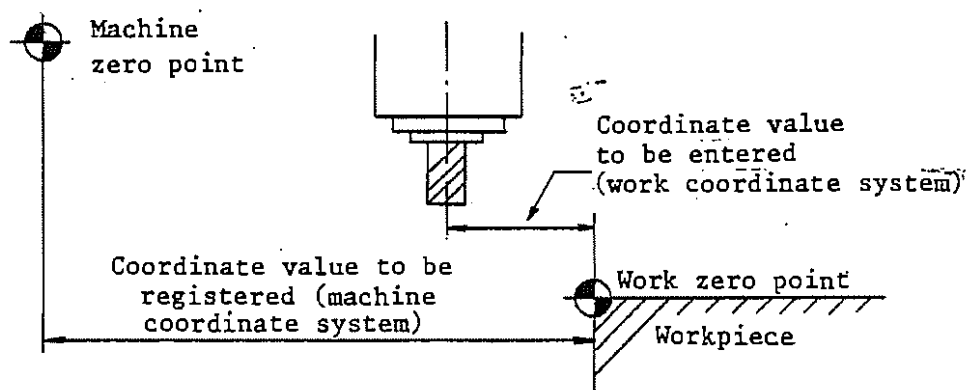 Machine
zero point
Coordinate value
to be entered
(work coordinate system)
Coordinate value to be
registered (machine
coordinate system)
Work zero point
Workpiece